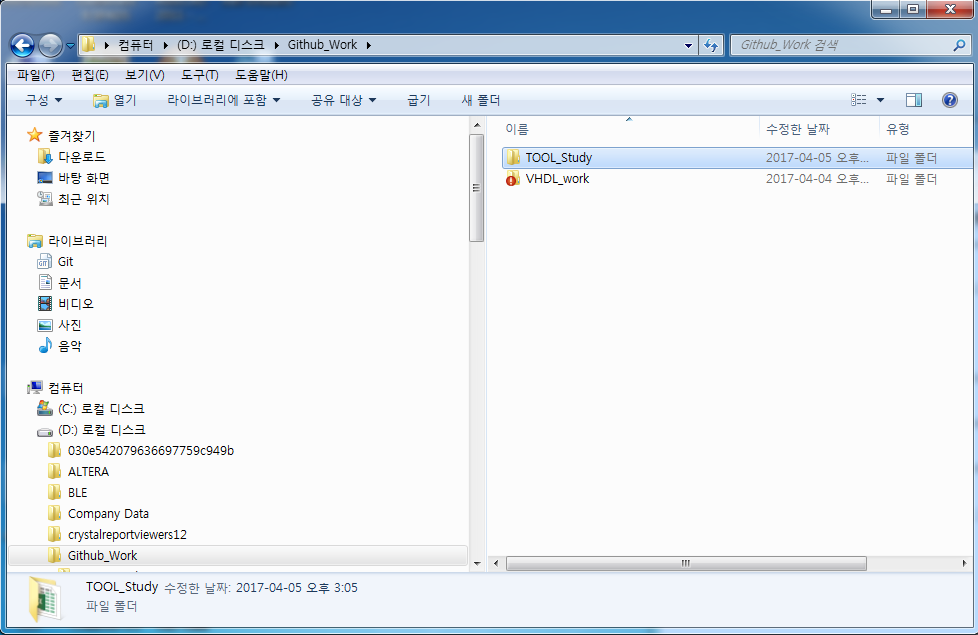 컴퓨터 (D:) 로컬 디스크 Github_Work
Github_Work 검색
파일(F) 편집(E) 보기(V) 도구(T) 도움말(H)
구성 열기 라이브러리에 포함 공유 대상 굽기 새 폴더
즐겨찾기
다운로드
바탕 화면
최근 위치
라이브러리
Git
문서
비디오
사진
음악
컴퓨터
(C:) 로컬 디스크
(D:) 로컬 디스크
030e542079636697759c949b
ALTERA
BLE
Company Data
crystalreportviewers12
Github_Work
이름 수정한 날짜 유형
TOOL_Study 2017-04-05 오후... 파일 폴더
VHDL_work 2017-04-04 오후... 파일 폴더
TOOL_Study 수정한 날짜: 2017-04-05 오후 3:05
파일 폴더